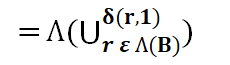 = Λ(⋃_{r ε Λ(B)}^{δ(r,1)})